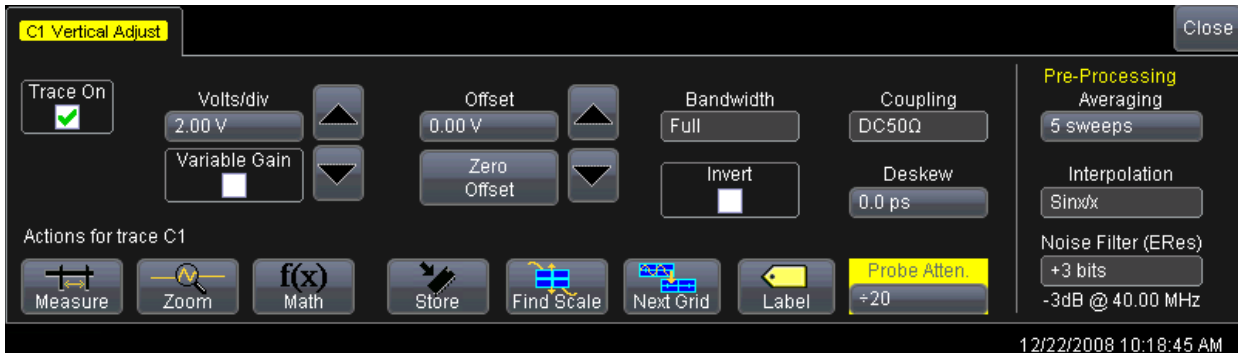 C1 Vertical Adjust
Close
Trace On
Volts/div
2.00 V
Variable Gain
Offset
0.00 V
Zero
Offset
Bandwidth
Full
Invert
Coupling
DC50Ω
Deskew
0.0 ps
Pre-Processing
Averaging
5 sweeps
Interpolation
Sinx/x
Noise Filter (ERes)
+3 bits
-3dB @ 40.00 MHz
Actions for trace C1
Measure
Zoom
f(x)
Math
Store
Find Scale
Next Grid
Label
Probe Atten.
÷20
12/22/2008 10:18:45 AM